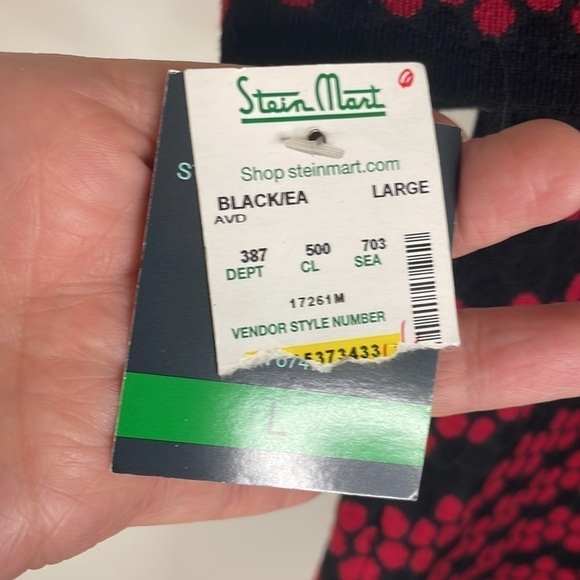 Stein Mart
Shop steinmart.com
BLACK/EA LARGE
AVD
387 500 703
DEPT CL SEA
17261M
VENDOR STYLE NUMBER
5373433
L